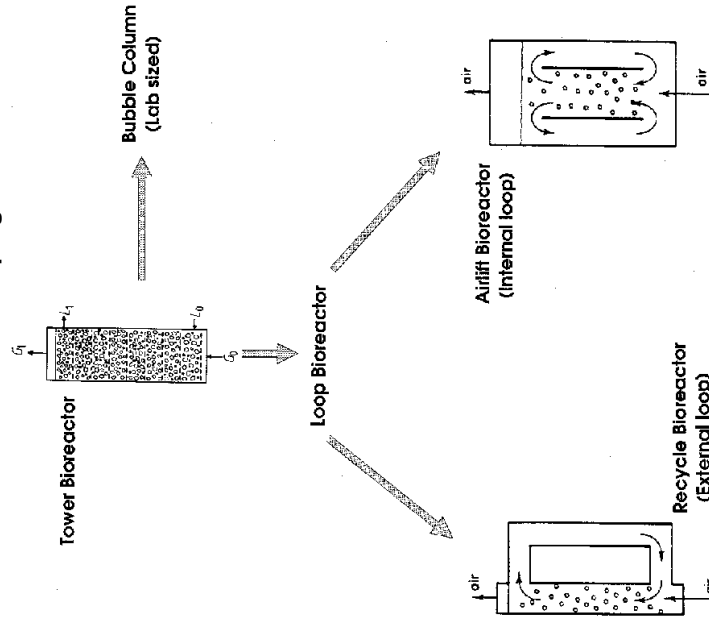 Tower Bioreactor
G₁
L₁
L₀
G₀
Bubble Column
(Lab sized)
Loop Bioreactor
Airlift Bioreactor
(Internal loop)
air
air
Recycle Bioreactor
(External loop)
air
air